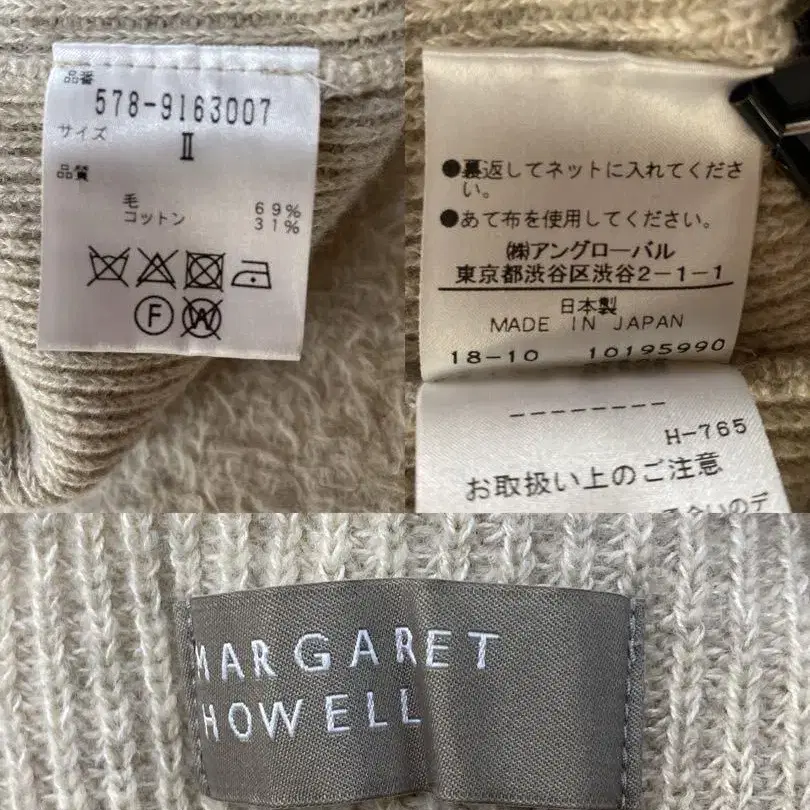 品番
578-9163007
サイズ
II
品質
毛 69%
コットン 31%
F
W
●裏返してネットに入れてくださ
い。
●あて布を使用してください。
㈱アングローバル
東京都渋谷区渋谷2-1-1
日本製
MADE IN JAPAN
18-10 10195990
--------
H-765
お取扱い上のご注意
MARGARET
HOWELL